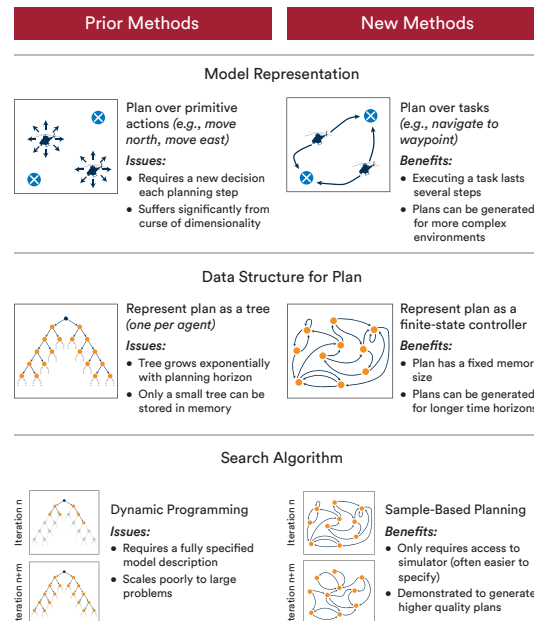 Prior Methods
New Methods
Model Representation
Plan over primitive
actions (e.g., move
north, move east)
Issues:
• Requires a new decision
each planning step
• Suffers significantly from
curse of dimensionality
Plan over tasks
(e.g., navigate to
waypoint)
Benefits:
• Executing a task lasts
several steps
• Plans can be generated
for more complex
environments
Data Structure for Plan
Represent plan as a tree
(one per agent)
Issues:
• Tree grows exponentially
with planning horizon
• Only a small tree can be
stored in memory
Represent plan as a
finite-state controller
Benefits:
• Plan has a fixed memor
size
• Plans can be generated
for longer time horizons
Search Algorithm
Iteration n
teration n+m
Dynamic Programming
Issues:
• Requires a fully specified
model description
• Scales poorly to large
problems
Iteration n
teration n+m
Sample-Based Planning
Benefits:
• Only requires access to
simulator (often easier to
specify)
• Demonstrated to generate
higher quality plans